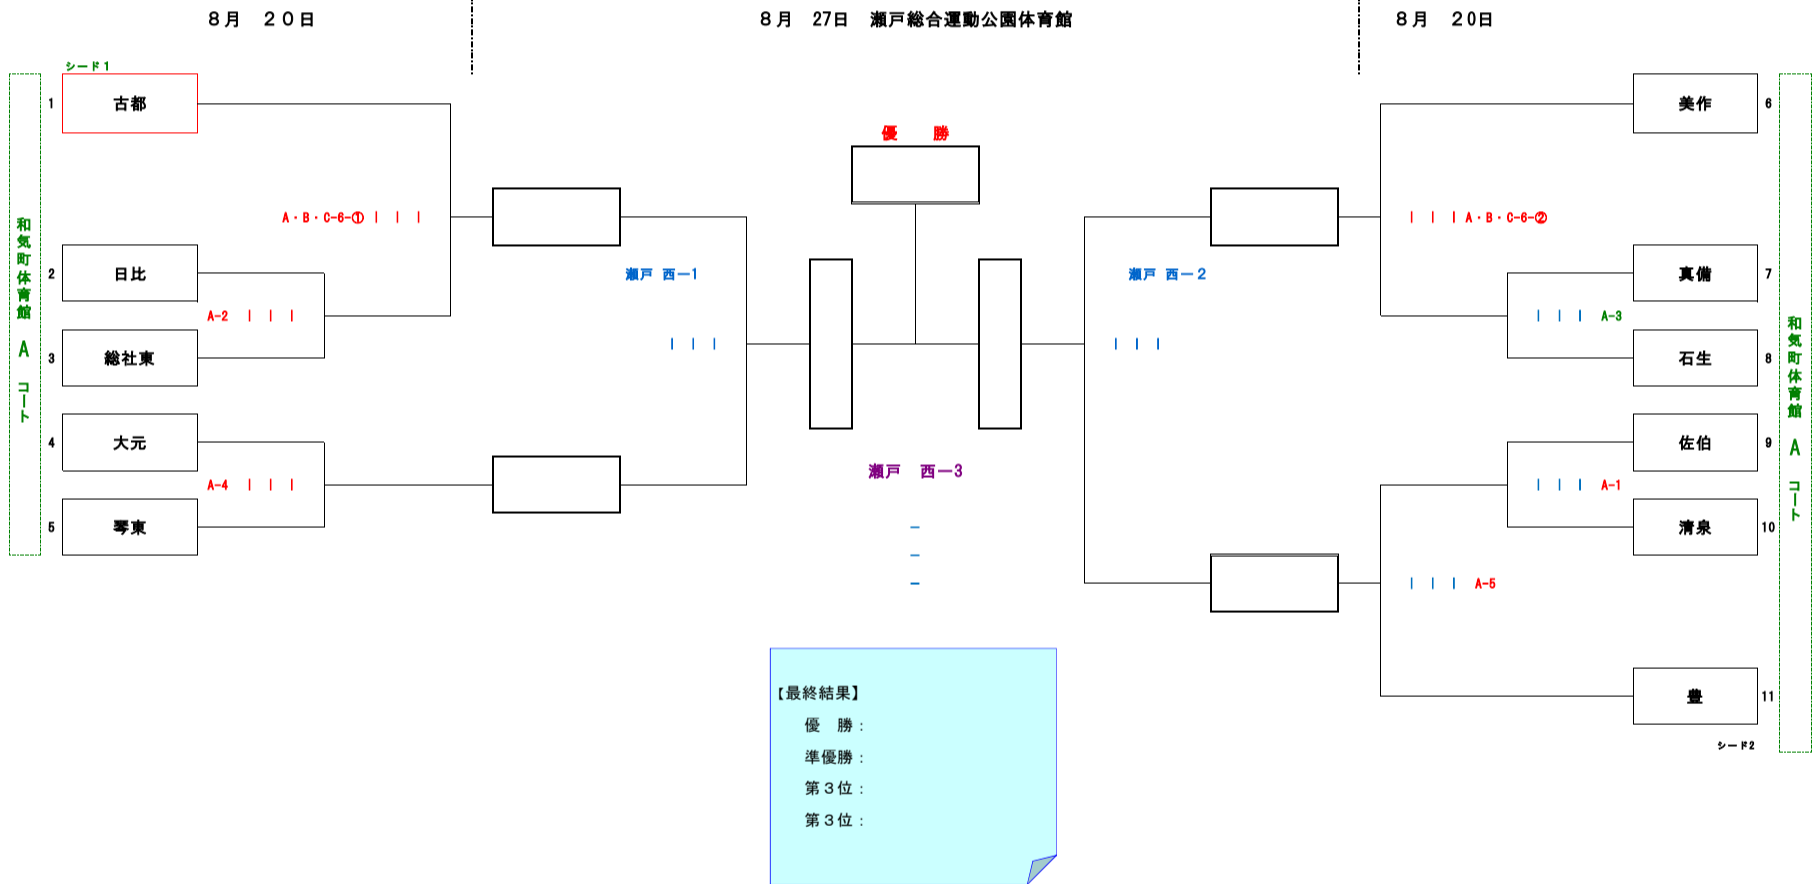 ８月　２０日
８月　27日　瀬戸総合運動公園体育館
８月　２0日
シード１
1
古都
美作
6
優　勝
和気町体育館　A　コート
A・B・C-6-① | | |
| | | A・B・C-6-②
2
日比
瀬戸 西ー1
瀬戸 西ー２
真備
7
A-2 | | |
| | | A-3
| | |
| | |
3
総社東
石生
8
和気町体育館　A　コート
4
大元
佐伯
9
瀬戸　西ー3
A-4 | | |
| | | A-1
5
琴東
清泉
10
－
－
－
| | | A-5
豊
11
シード2
【最終結果】
優　勝：
準優勝：
第３位：
第３位：